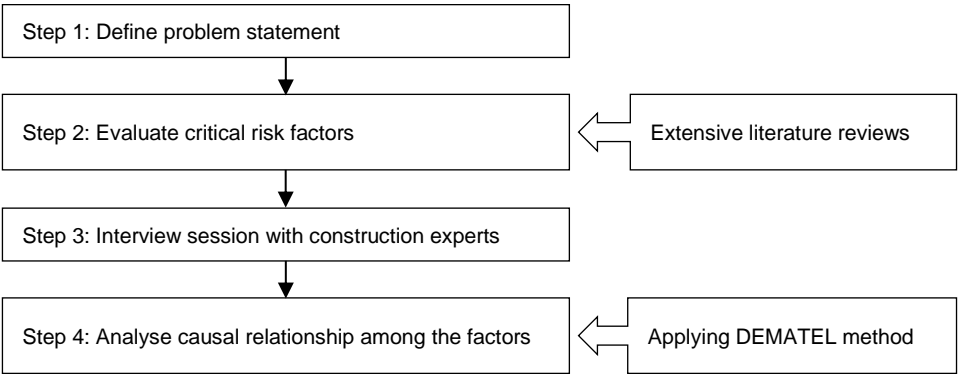 Step 1: Define problem statement
Step 2: Evaluate critical risk factors
Extensive literature reviews
Step 3: Interview session with construction experts
Step 4: Analyse causal relationship among the factors
Applying DEMATEL method